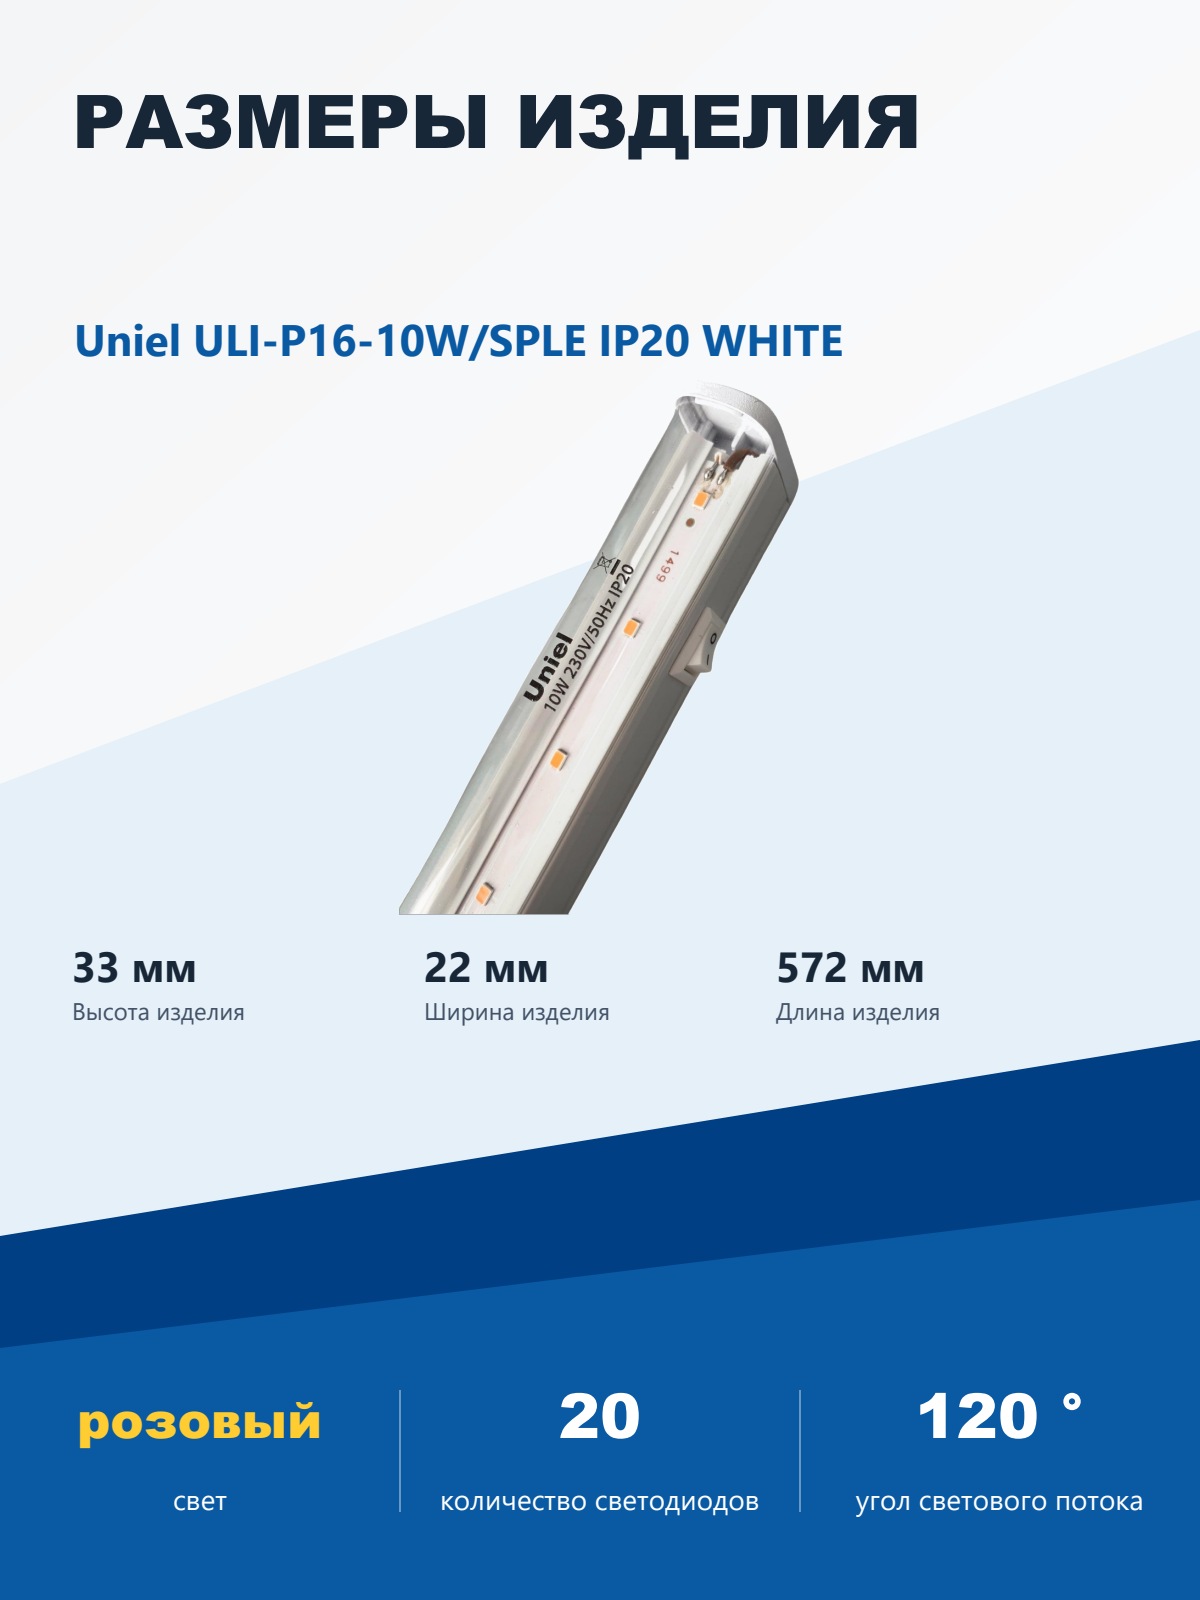 РАЗМЕРЫ ИЗДЕЛИЯ
Uniel ULI-P16-10W/SPLE IP20 WHITE
1499
Uniel
10W 230V/50Hz IP20
33 мм
Высота изделия
22 мм
Ширина изделия
572 мм
Длина изделия
розовый
свет
20
количество светодиодов
120 °
угол светового потока